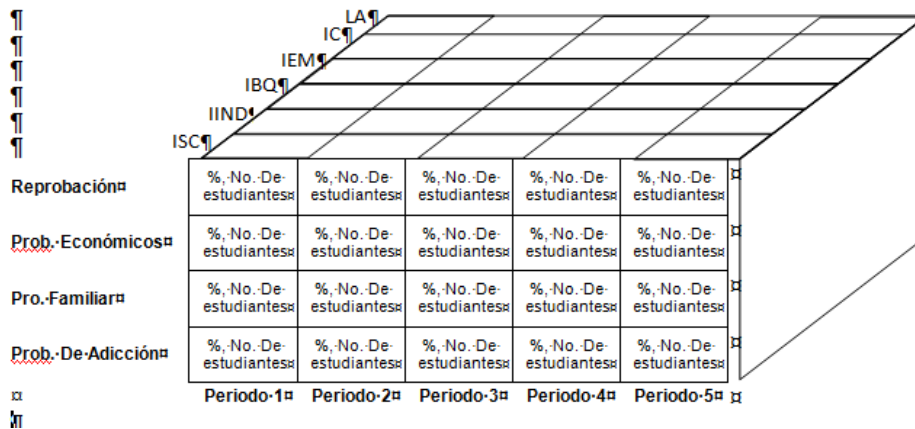 ¶
¶
¶
¶
¶
¶
LA¶
IC¶
IEM¶
IBQ¶
IIND¶
ISC¶
Reprobación¤ %,·No.·De·estudiantes¤ %,·No.·De·estudiantes¤ %,·No.·De·estudiantes¤ %,·No.·De·estudiantes¤ %,·No.·De·estudiantes¤ ¤
Prob.·Económicos¤ %,·No.·De·estudiantes¤ %,·No.·De·estudiantes¤ %,·No.·De·estudiantes¤ %,·No.·De·estudiantes¤ %,·No.·De·estudiantes¤ ¤
Pro.·Familiar¤ %,·No.·De·estudiantes¤ %,·No.·De·estudiantes¤ %,·No.·De·estudiantes¤ %,·No.·De·estudiantes¤ %,·No.·De·estudiantes¤ ¤
Prob.·De·Adicción¤ %,·No.·De·estudiantes¤ %,·No.·De·estudiantes¤ %,·No.·De·estudiantes¤ %,·No.·De·estudiantes¤ %,·No.·De·estudiantes¤ ¤
¤ Periodo·1¤ Periodo·2¤ Periodo·3¤ Periodo·4¤ Periodo·5¤ ¤
¶